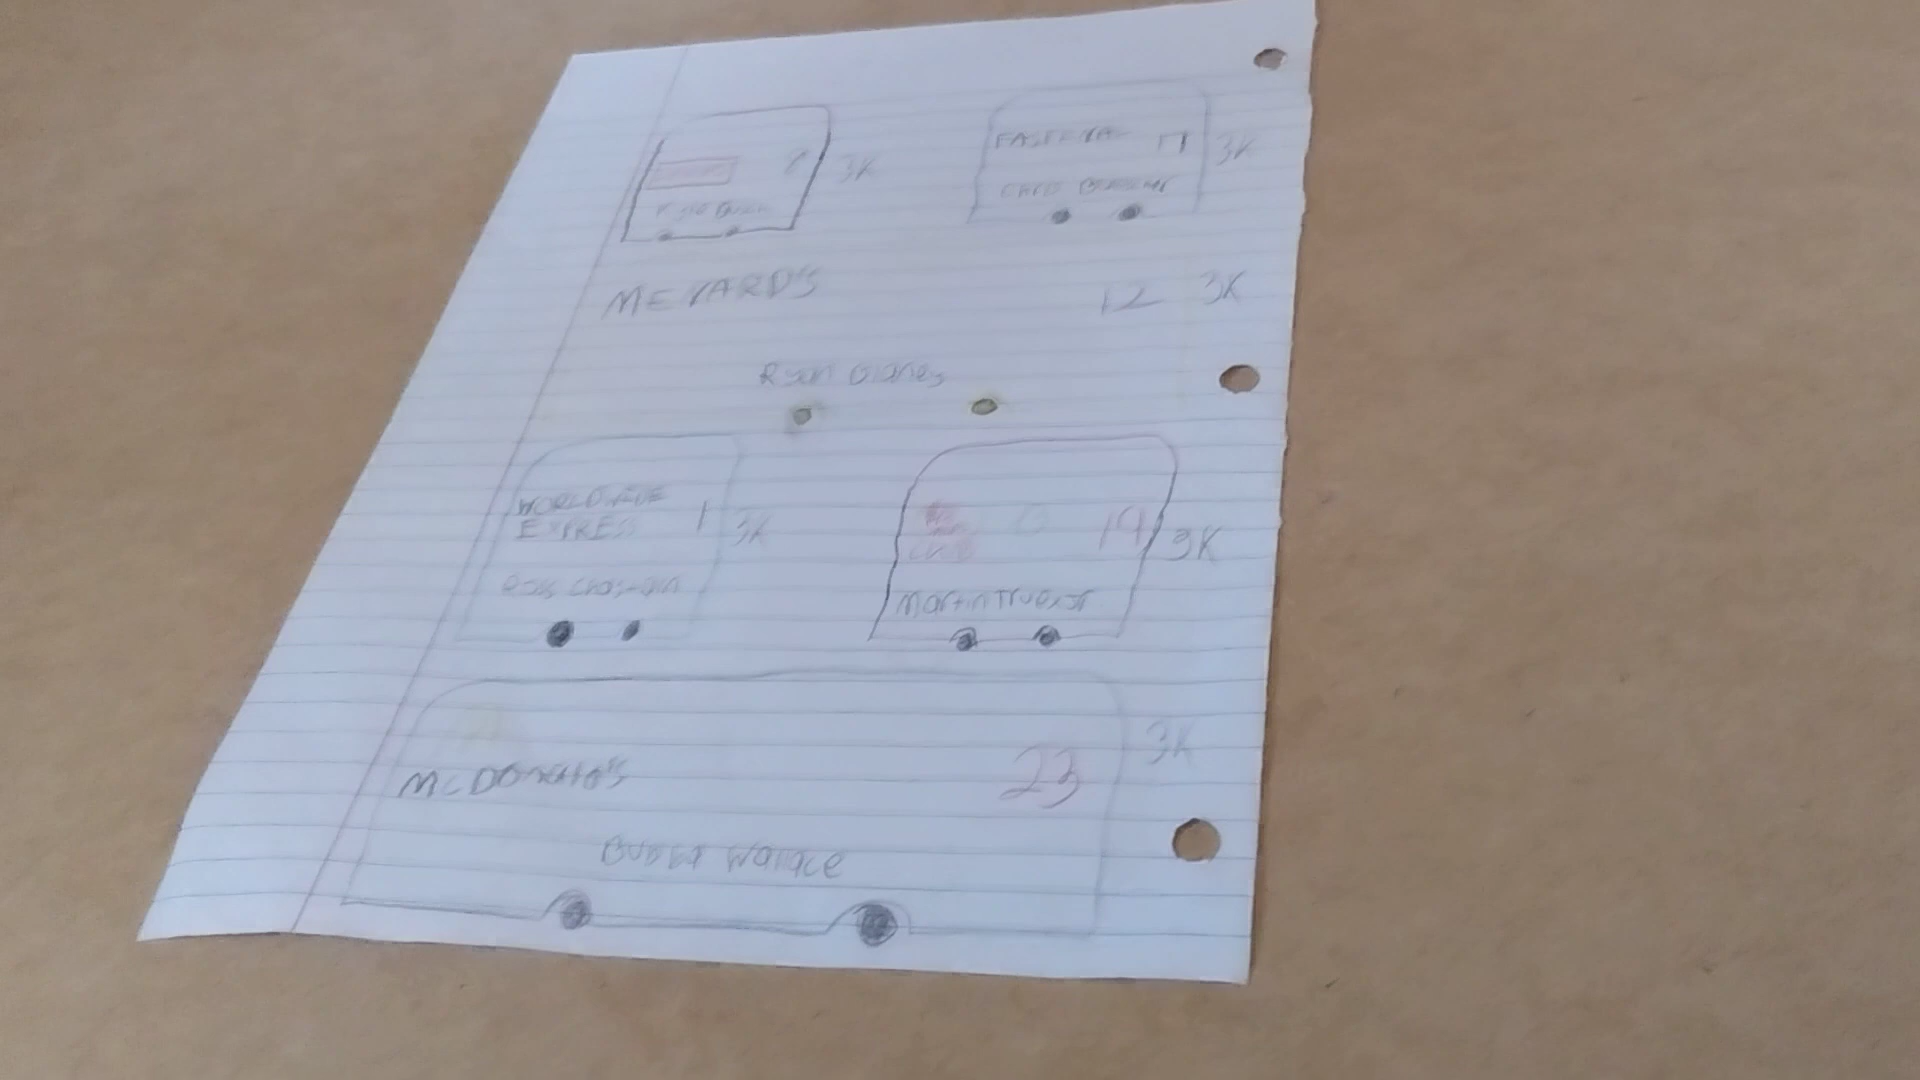 3K
FASTENAL 17 3K
MENARD'S 12 3K
Ryan Blaney
WORLDWIDE
EXPRESS 1 3K
Ross Chastain
19 3K
Martin Truex Jr
3K
McDonald's 23
Bubba Wallace